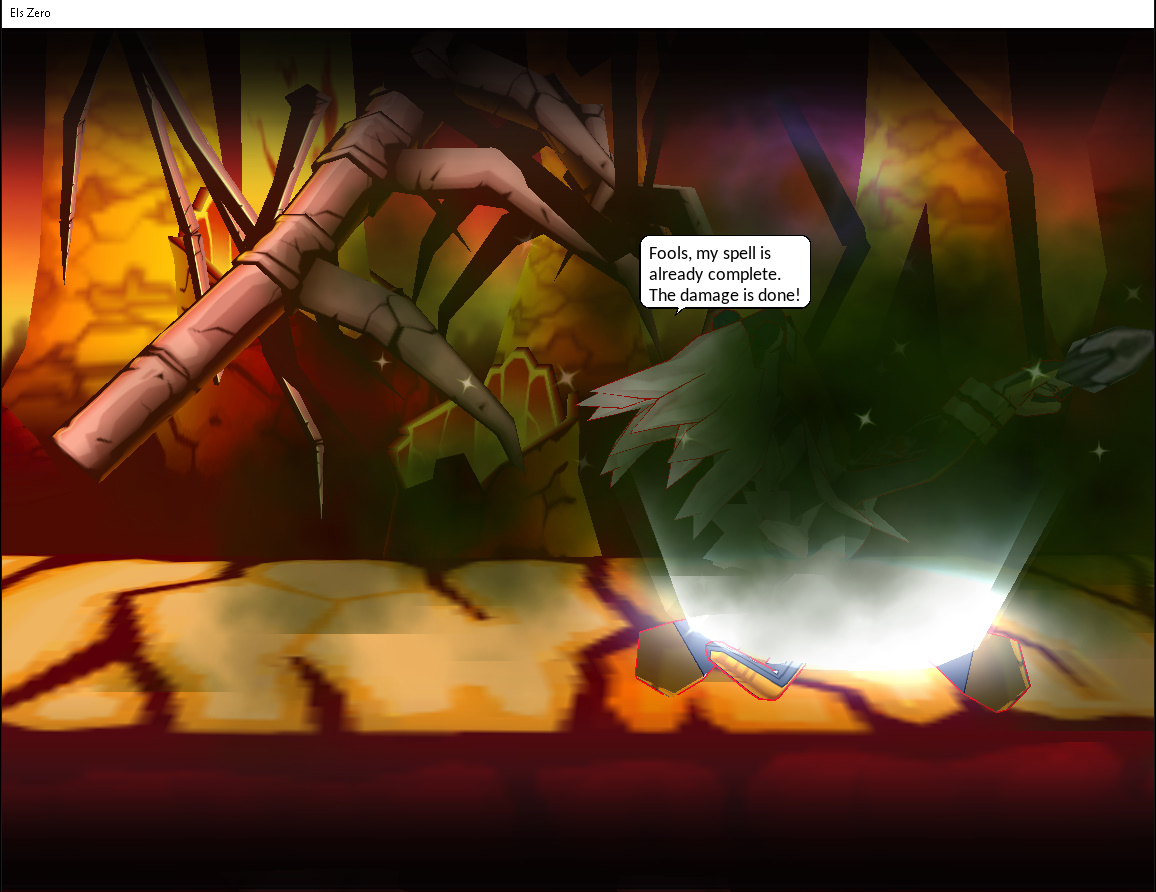 Els Zero
Fools, my spell is
already complete.
The damage is done!